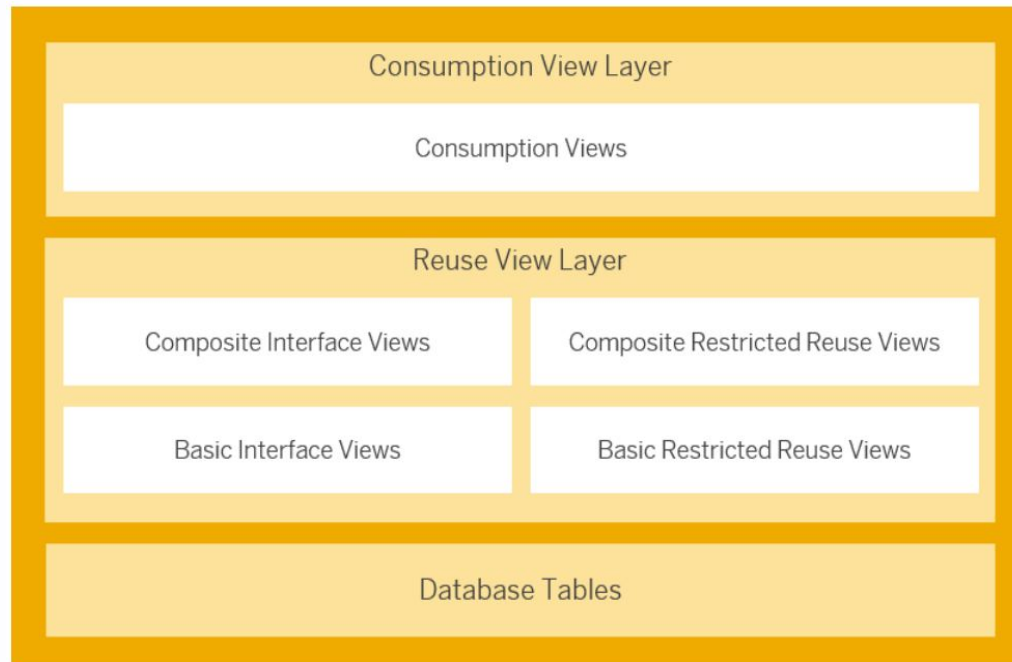 Consumption View Layer
Consumption Views
Reuse View Layer
Composite Interface Views
Composite Restricted Reuse Views
Basic Interface Views
Basic Restricted Reuse Views
Database Tables